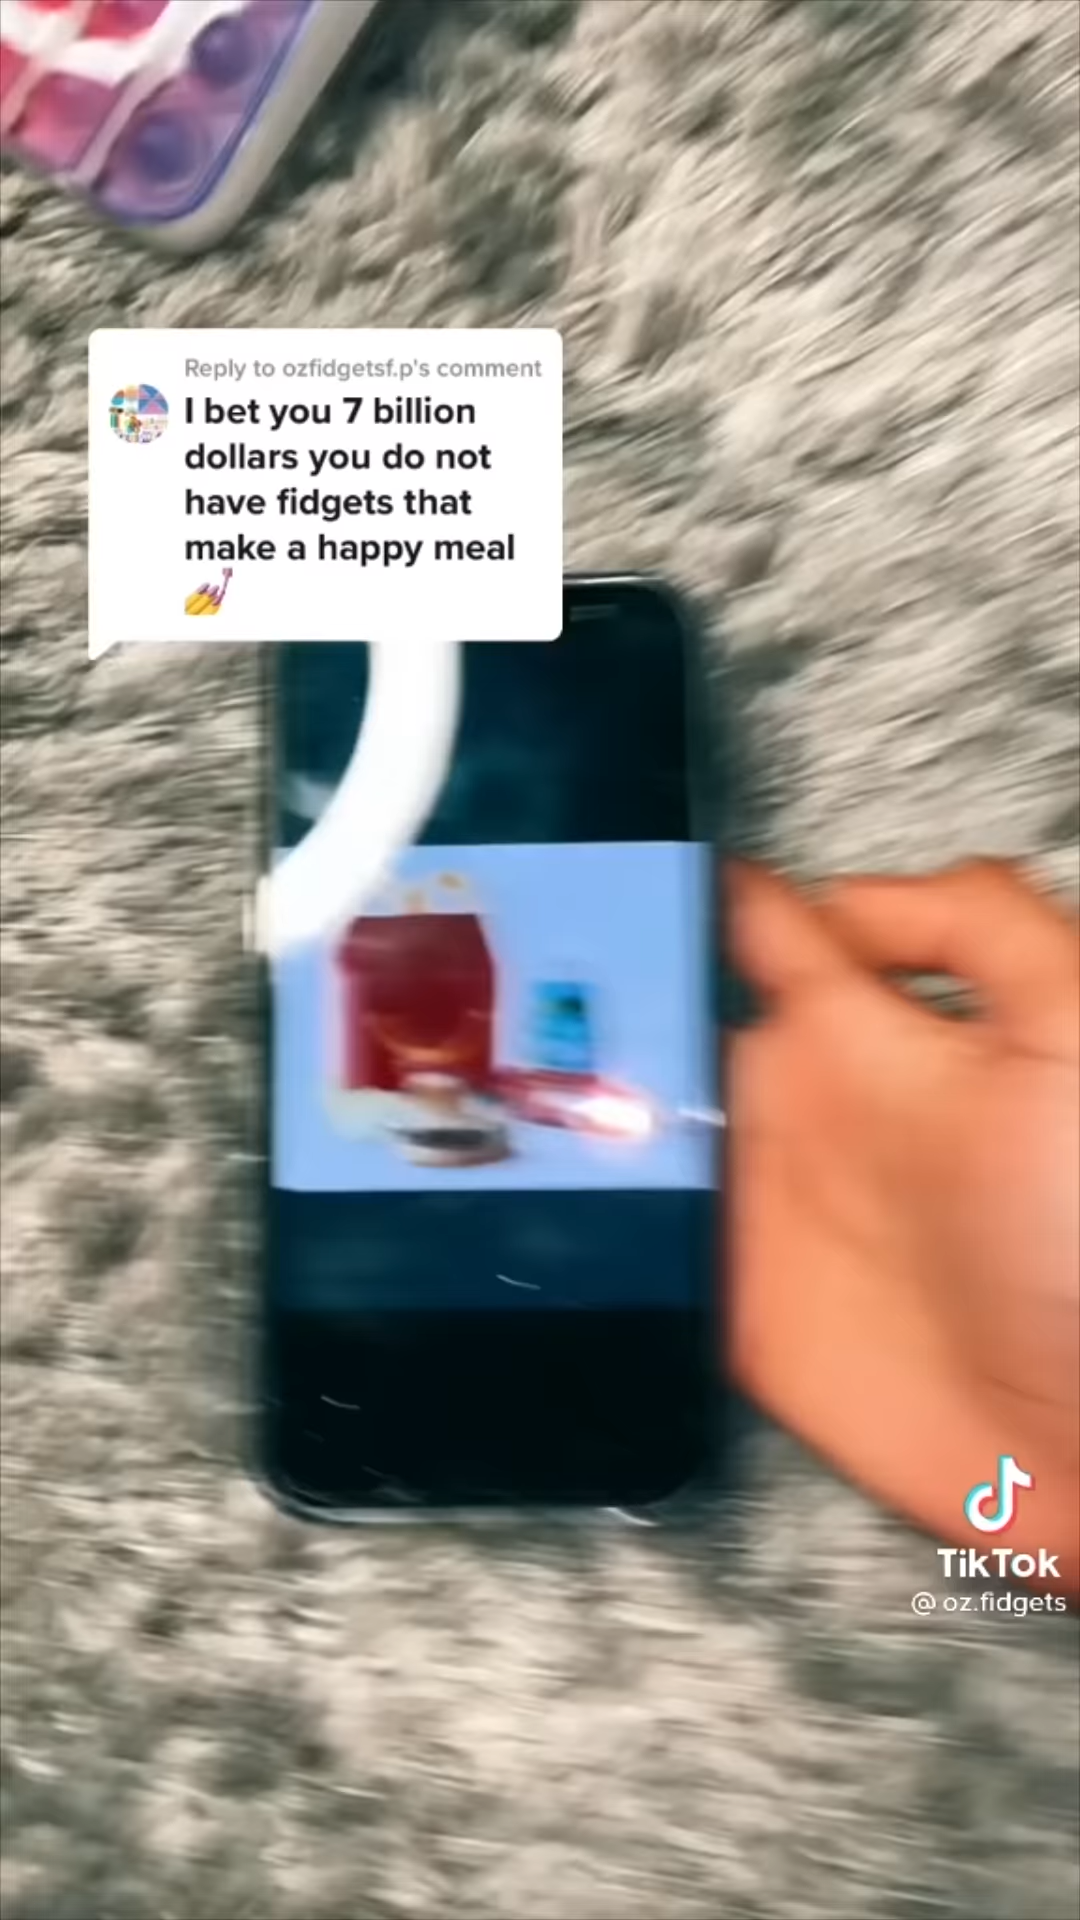 Reply to ozfidgetsf.p's comment
I bet you 7 billion
dollars you do not
have fidgets that
make a happy meal
💅
TikTok
@oz.fidgets